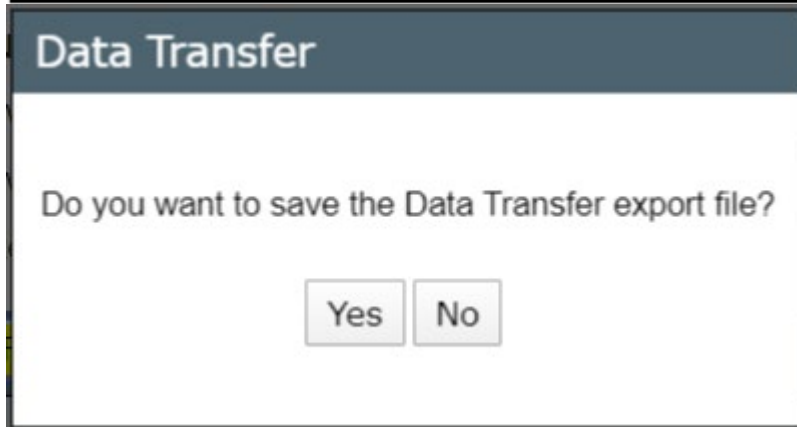 Data Transfer
Do you want to save the Data Transfer export file?
Yes No